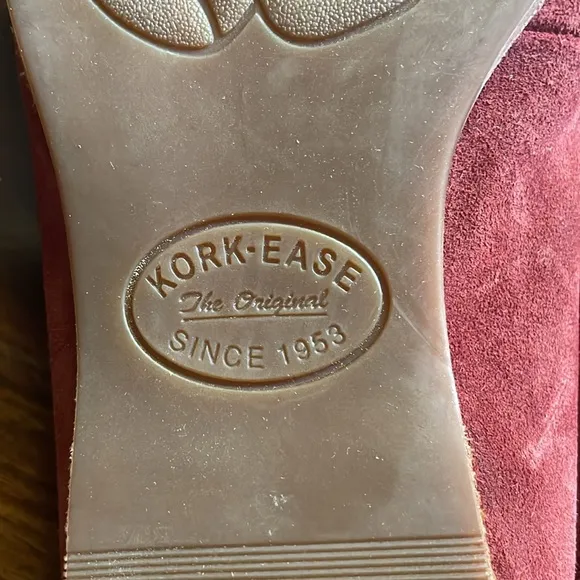 KORK-EASE
The Original
SINCE 1953